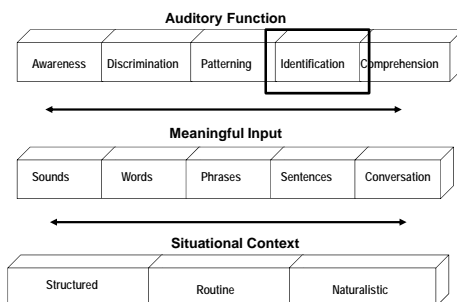 Auditory Function
Awareness Discrimination Patterning Identification Comprehension
Meaningful Input
Sounds Words Phrases Sentences Conversation
Situational Context
Structured Routine Naturalistic